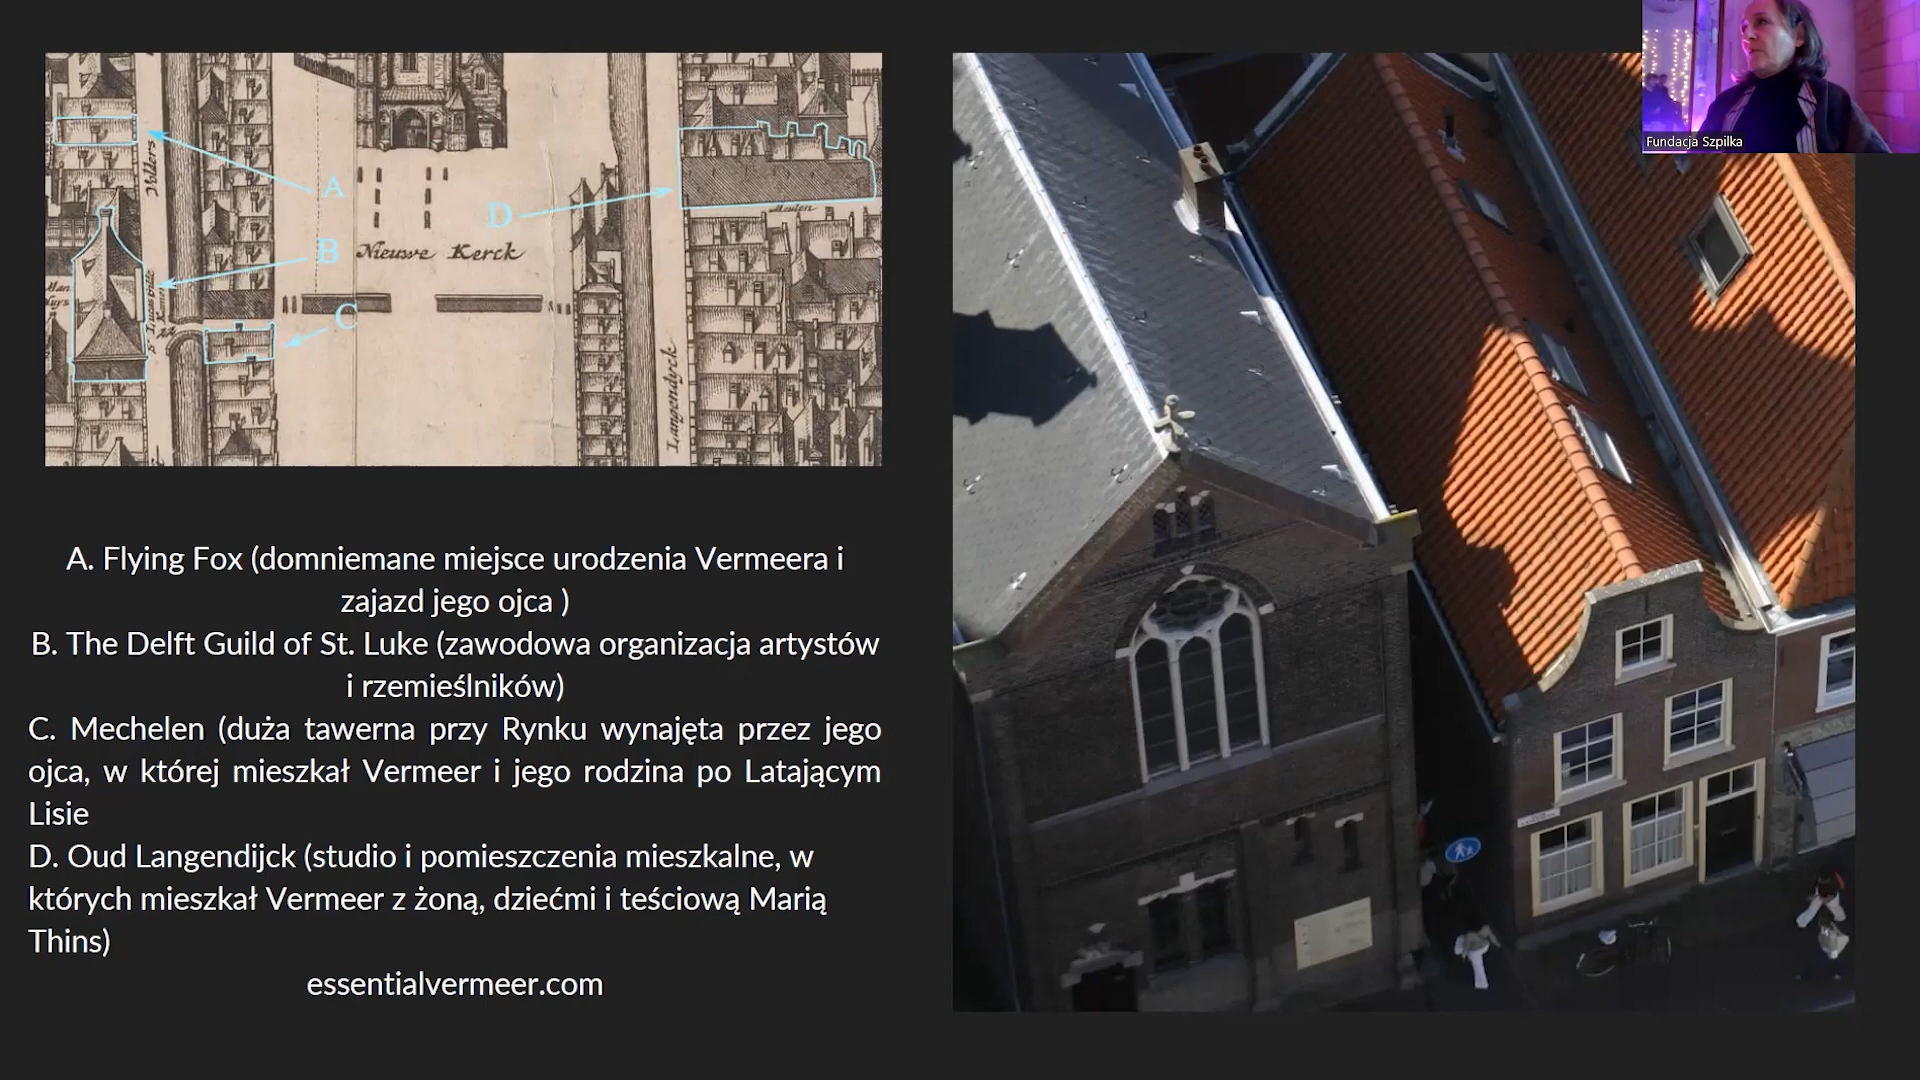 Fundacja Szpilka
Volders
A
D
Meulen
B
Nieuwe Kerck
C
Langendyck
A. Flying Fox (domniemane miejsce urodzenia Vermeera i
zajazd jego ojca )
B. The Delft Guild of St. Luke (zawodowa organizacja artystów
i rzemieślników)
C. Mechelen (duża tawerna przy Rynku wynajęta przez jego
ojca, w której mieszkał Vermeer i jego rodzina po Latającym
Lisie
D. Oud Langendijck (studio i pomieszczenia mieszkalne, w
których mieszkał Vermeer z żoną, dziećmi i teściową Marią
Thins)
essentialvermeer.com